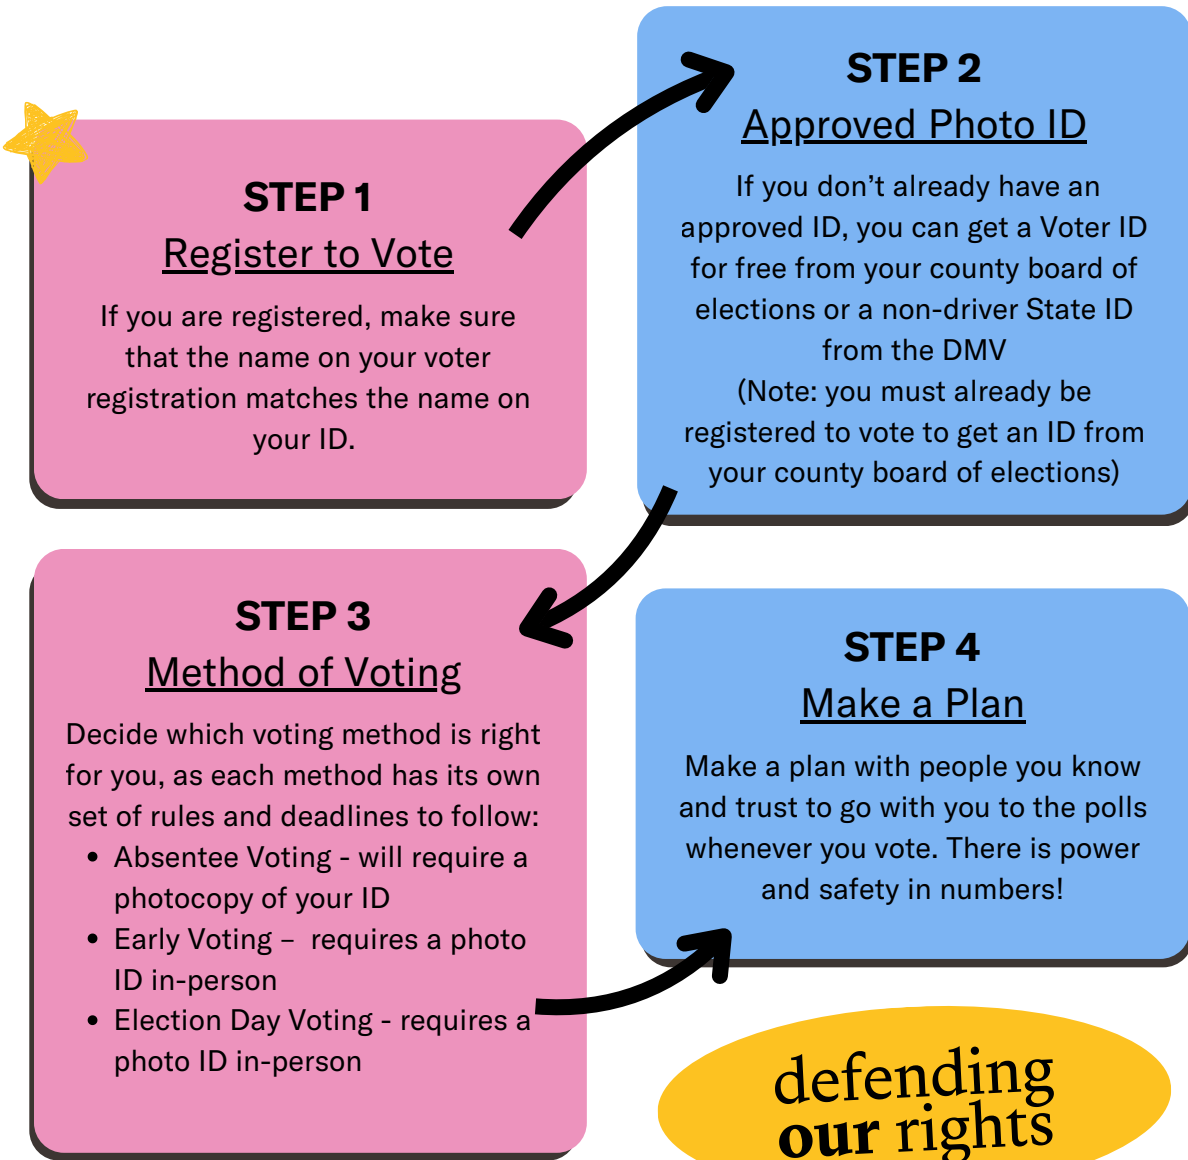 STEP 1
Register to Vote
If you are registered, make sure
that the name on your voter
registration matches the name on
your ID.
STEP 2
Approved Photo ID
If you don’t already have an
approved ID, you can get a Voter ID
for free from your county board of
elections or a non-driver State ID
from the DMV
(Note: you must already be
registered to vote to get an ID from
your county board of elections)
STEP 3
Method of Voting
Decide which voting method is right
for you, as each method has its own
set of rules and deadlines to follow:
• Absentee Voting - will require a
photocopy of your ID
• Early Voting –  requires a photo
ID in-person
• Election Day Voting - requires a
photo ID in-person
STEP 4
Make a Plan
Make a plan with people you know
and trust to go with you to the polls
whenever you vote. There is power
and safety in numbers!
defending
our rights